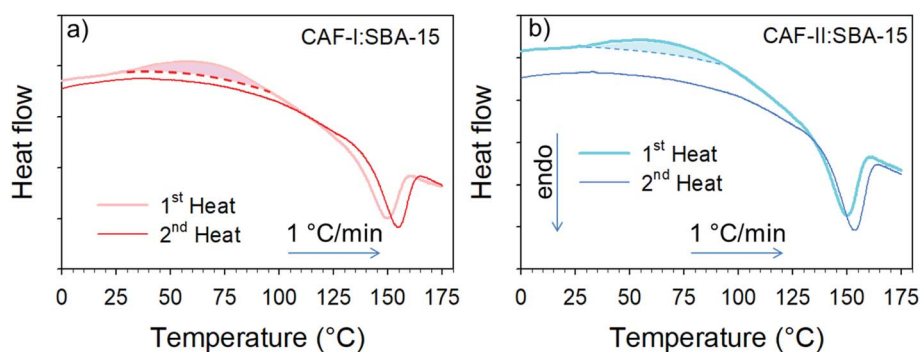 a)
CAF-I:SBA-15
Heat flow
1st Heat
2nd Heat
1 °C/min
0 25 50 75 100 125 150 175
Temperature (°C)
b)
CAF-II:SBA-15
Heat flow
endo
1st Heat
2nd Heat
1 °C/min
0 25 50 75 100 125 150 175
Temperature (°C)